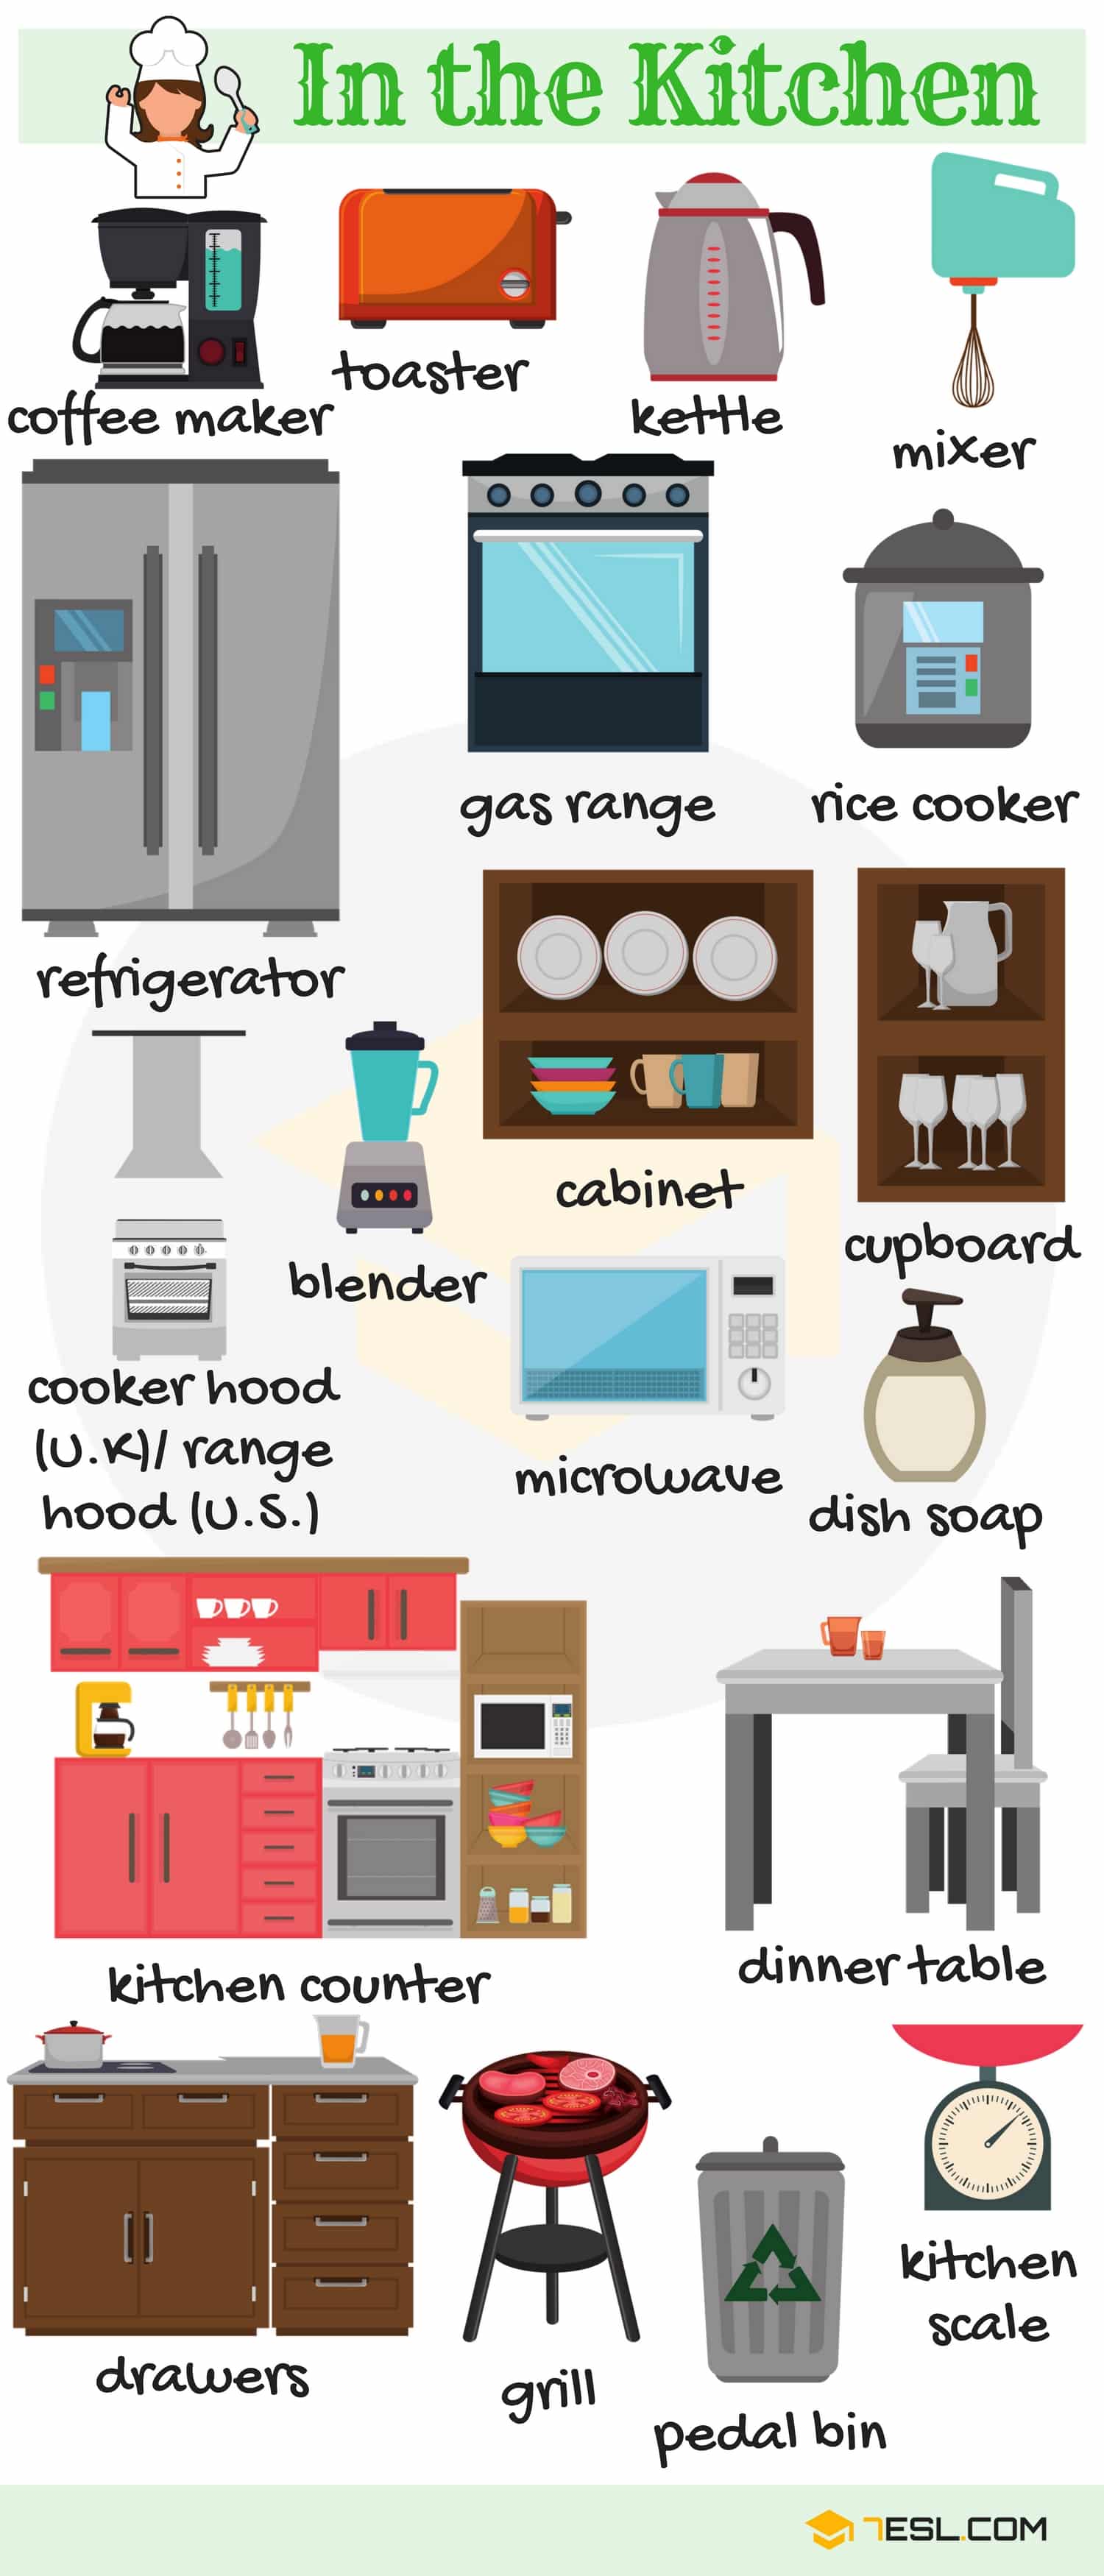 In the Kitchen
coffee maker
toaster
kettle
mixer
refrigerator
gas range
rice cooker
cooker hood
(U.K)/ range
hood (U.S.)
blender
cabinet
cupboard
microwave
dish soap
kitchen counter
dinner table
drawers
grill
pedal bin
kitchen
scale
7ESL.COM